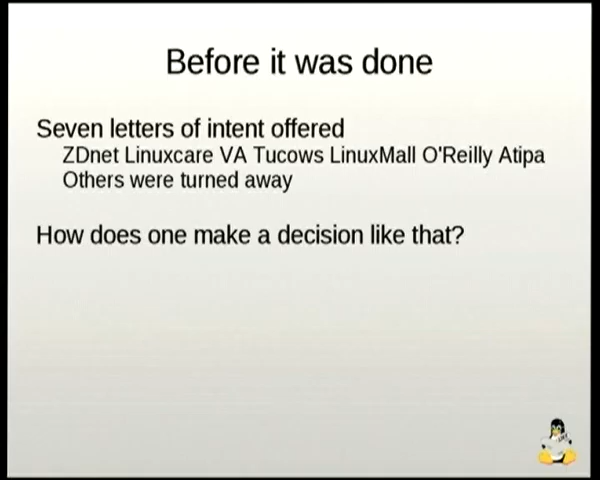 Before it was done
Seven letters of intent offered
ZDnet Linuxcare VA Tucows LinuxMall O'Reilly Atipa
Others were turned away
How does one make a decision like that?